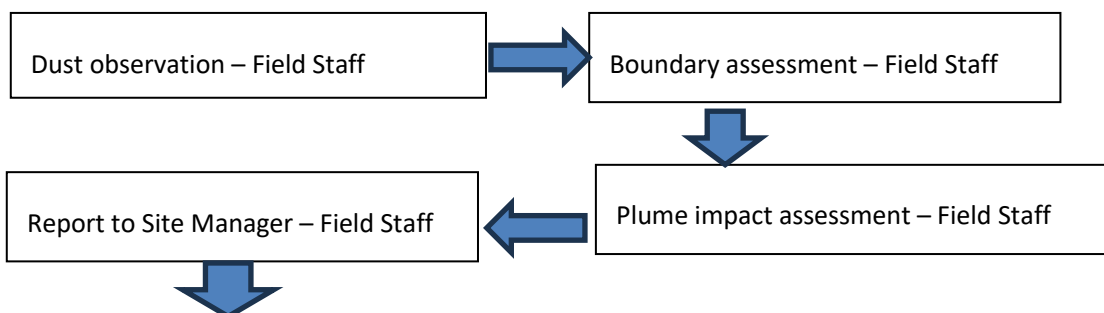 Dust observation – Field Staff
Boundary assessment – Field Staff
Plume impact assessment – Field Staff
Report to Site Manager – Field Staff